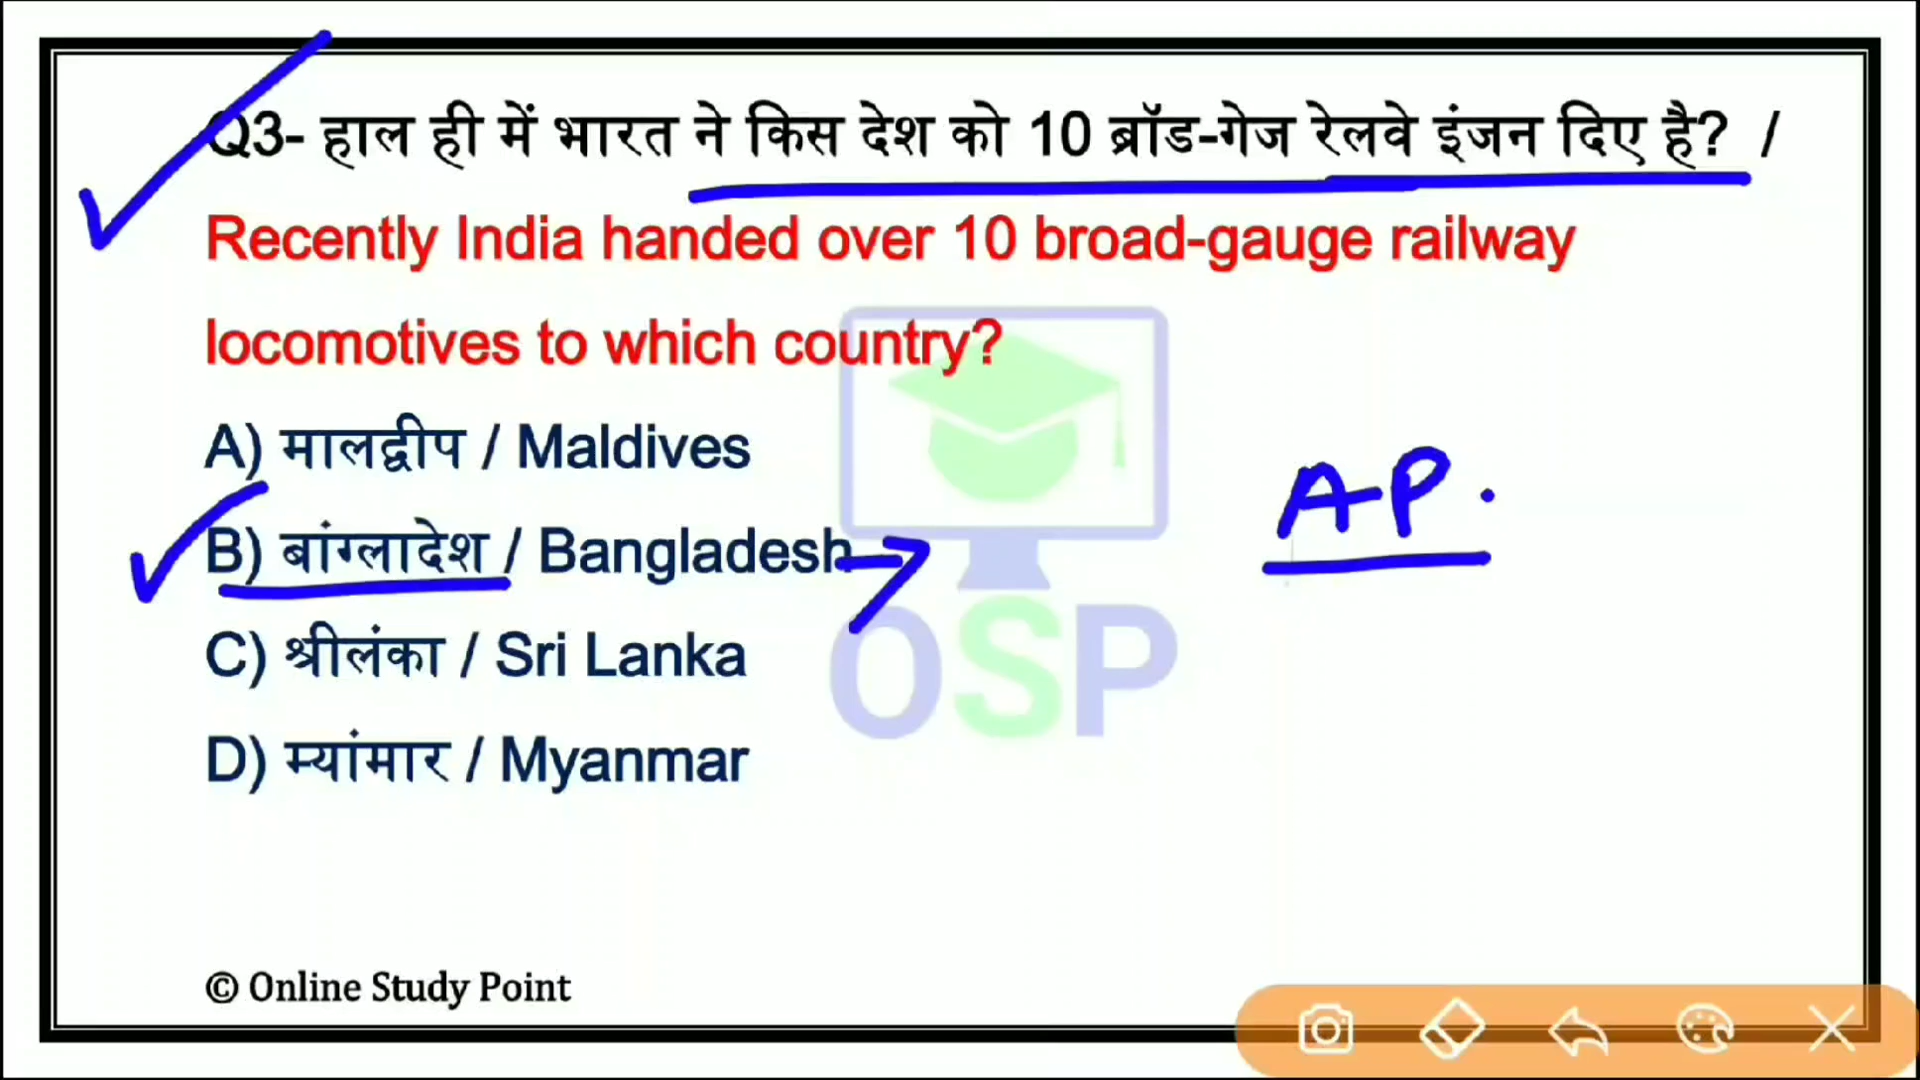 Q3- हाल ही में भारत ने किस देश को 10 ब्रॉड-गेज रेलवे इंजन दिए है? /
Recently India handed over 10 broad-gauge railway
locomotives to which country?
A) मालद्वीप / Maldives
AP.
B) बांग्लादेश / Bangladesh
C) श्रीलंका / Sri Lanka
OSP
D) म्यांमार / Myanmar
© Online Study Point